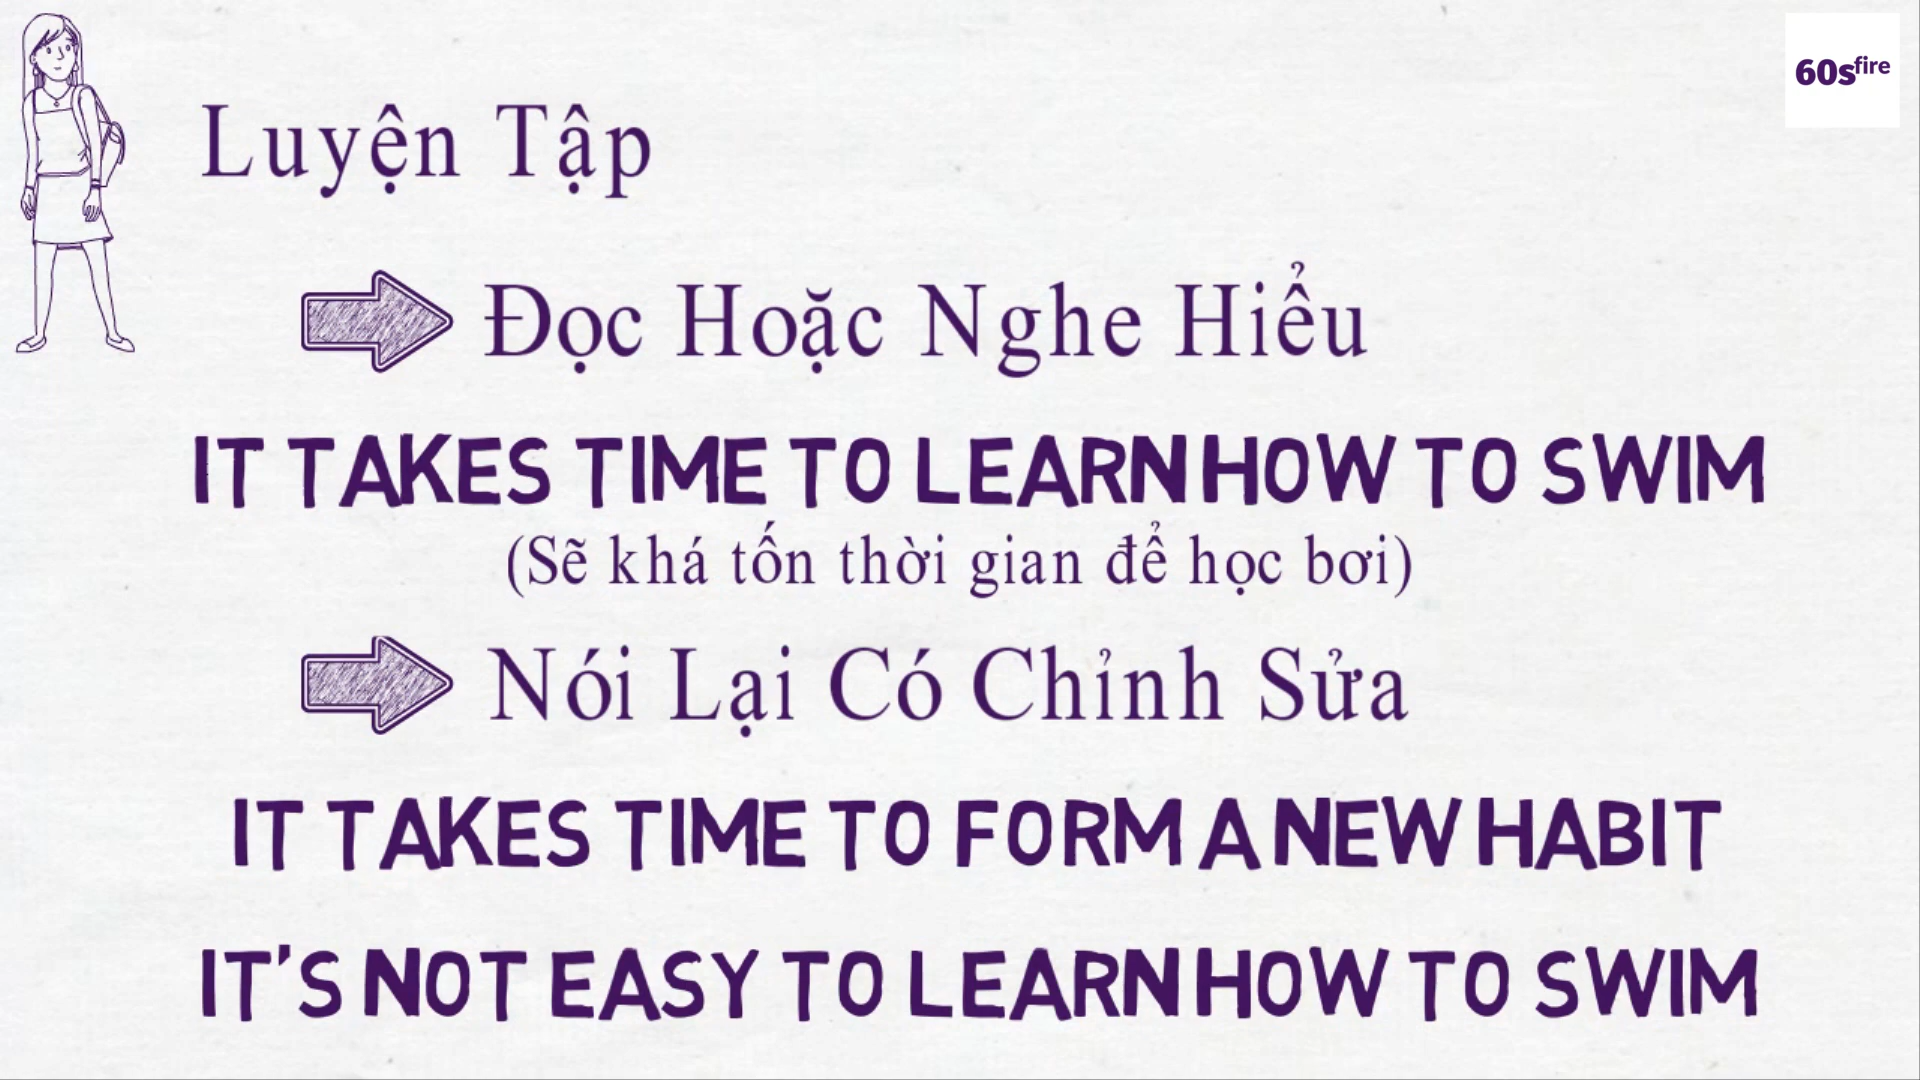 60sfire
Luyện Tập
Đọc Hoặc Nghe Hiểu
IT TAKES TIME TO LEARN HOW TO SWIM
(Sẽ khá tốn thời gian để học bơi)
Nói Lại Có Chỉnh Sửa
IT TAKES TIME TO FORM A NEW HABIT
IT'S NOT EASY TO LEARN HOW TO SWIM